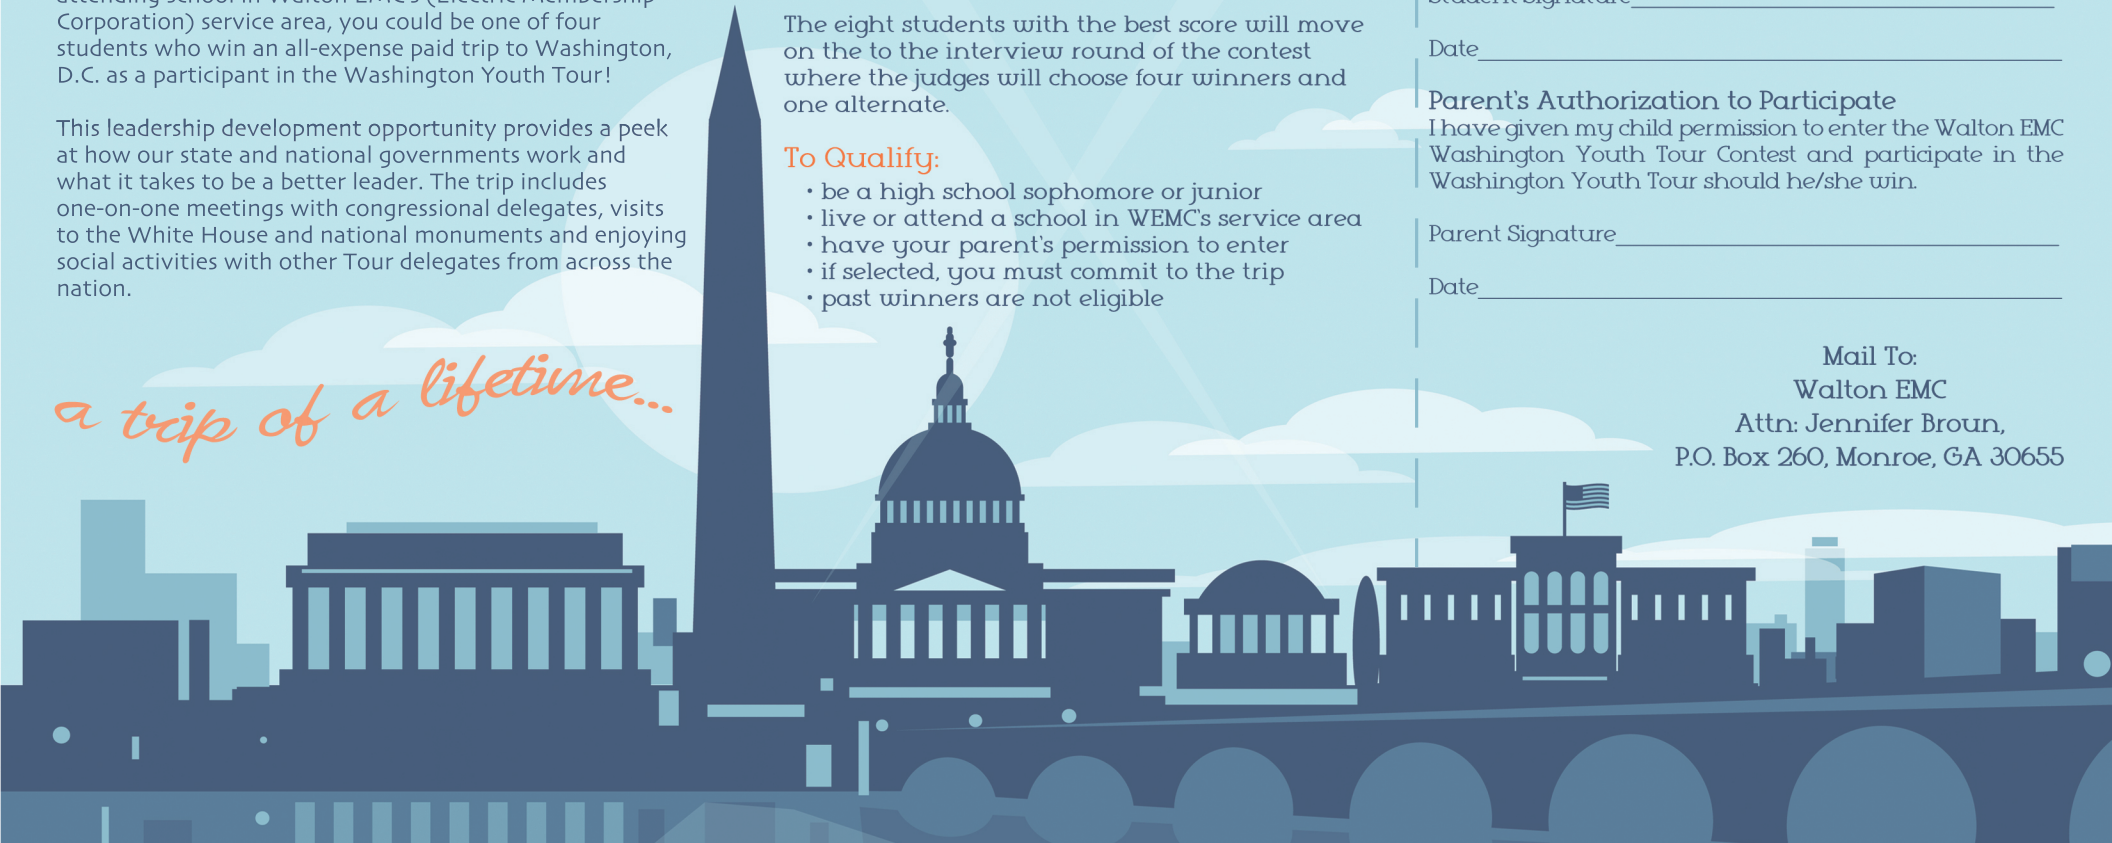 attending school in Walton EMC's (Electric Membership
Corporation) service area, you could be one of four
students who win an all-expense paid trip to Washington,
D.C. as a participant in the Washington Youth Tour!
This leadership development opportunity provides a peek
at how our state and national governments work and
what it takes to be a better leader. The trip includes
one-on-one meetings with congressional delegates, visits
to the White House and national monuments and enjoying
social activities with other Tour delegates from across the
nation.
a trip of a lifetime...
The eight students with the best score will move
on the to the interview round of the contest
where the judges will choose four winners and
one alternate.
To Qualify:
• be a high school sophomore or junior
• live or attend a school in WEMC's service area
• have your parent's permission to enter
• if selected, you must commit to the trip
• past winners are not eligible
Student Signature
Date
Parent's Authorization to Participate
I have given my child permission to enter the Walton EMC
Washington Youth Tour Contest and participate in the
Washington Youth Tour should he/she win.
Parent Signature
Date
Mail To:
Walton EMC
Attn: Jennifer Broun,
P.O. Box 260, Monroe, GA 30655